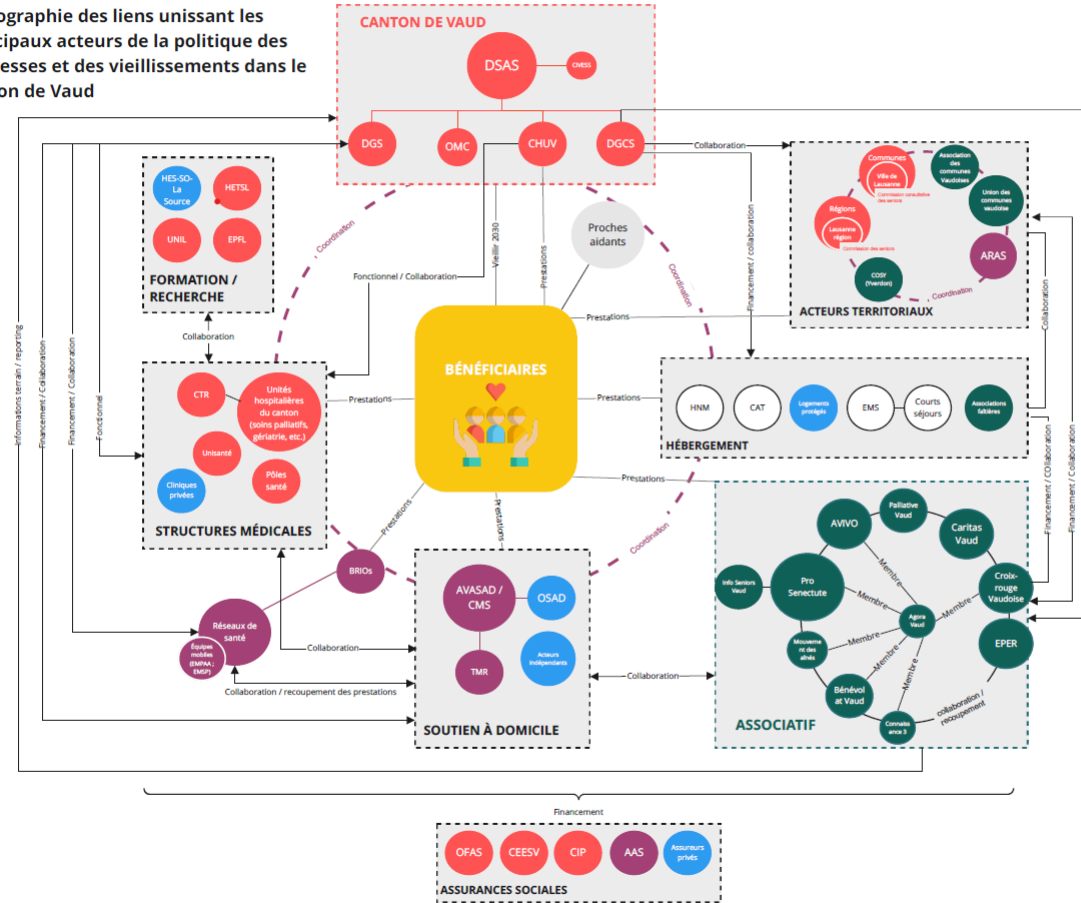 ographie des liens unissant les
cipaux acteurs de la politique des
esses et des vieillissements dans le
on de Vaud
CANTON DE VAUD
DSAS
OVESS
DGS
OMC
CHUV
DGCS
Collaboration
HES-SO-
La
Source
HETSL
UNIL
EPFL
FORMATION /
RECHERCHE
Coordination
Vieillir 2030
Prestations
Proches
aidants
Coordination
Financement / collaboration
Communes
Ville de
Lausanne
Commission consultative
des seniors
Association
des
communes
Vaudoises
Union des
communes
vaudoise
Régions
Lausanne
région
Commission des seniors
ARAS
COSY
(Yverdon)
Coordination
ACTEURS TERRITORIAUX
Fonctionnel / Collaboration
Collaboration
Prestations
Collaboration
Informations terrain / reporting
Financement / Collaboration
Financement / Collaboration
Fonctionnel
CTR
Unités
hospitalières
du canton
(soins palliatifs,
gériatrie, etc.)
Unisanté
Cliniques
privées
Pôles
santé
STRUCTURES MÉDICALES
Prestations
BÉNÉFICIAIRES
Prestations
HNM
CAT
Logements
protégés
EMS
Courts
séjours
Associations
faîtières
HÉBERGEMENT
Prestations
Prestations
Prestations
Coordination
Financement / COllaboration
Financement / Collaboration
BRIOs
Réseaux de
santé
Équipes
mobiles
(EMPAA ;
EMSP)
Collaboration
Collaboration / recoupement des prestations
AVASAD /
CMS
OSAD
TMR
Acteurs
indépendants
SOUTIEN À DOMICILE
Collaboration
AVIVO
Palliative
Vaud
Caritas
Vaud
Info Seniors
Vaud
Pro
Senectute
Croix-
rouge
Vaudoise
Agora
Vaud
Membre
Membre
Membre
Membre
Membre
Membre
Mouveme
nt des
aînés
EPER
Bénévol
at Vaud
Connaiss
ance 3
collaboration /
recoupement
ASSOCIATIF
Financement
OFAS
CEESV
CIP
AAS
Assureurs
privés
ASSURANCES SOCIALES